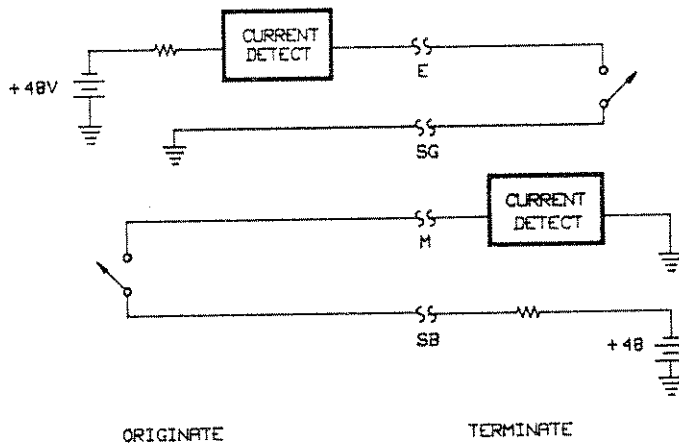 CURRENT
DETECT
+48V
E
SG
CURRENT
DETECT
M
SB
+48
ORIGINATE
TERMINATE